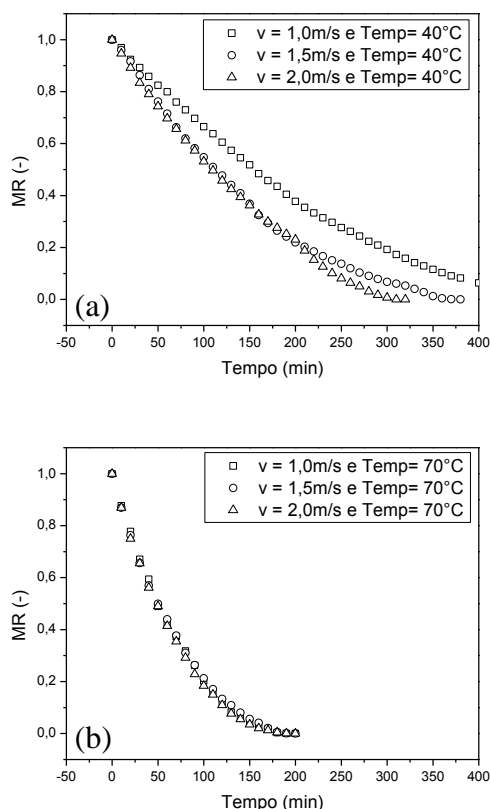 v = 1,0m/s e Temp= 40°C
v = 1,5m/s e Temp= 40°C
v = 2,0m/s e Temp= 40°C
1,0
0,8
0,6
0,4
0,2
0,0
MR (-)
(a)
-50 0 50 100 150 200 250 300 350 400
Tempo (min)
v = 1,0m/s e Temp= 70°C
v = 1,5m/s e Temp= 70°C
v = 2,0m/s e Temp= 70°C
1,0
0,8
0,6
0,4
0,2
0,0
MR (-)
(b)
-50 0 50 100 150 200 250 300 350 400
Tempo (min)